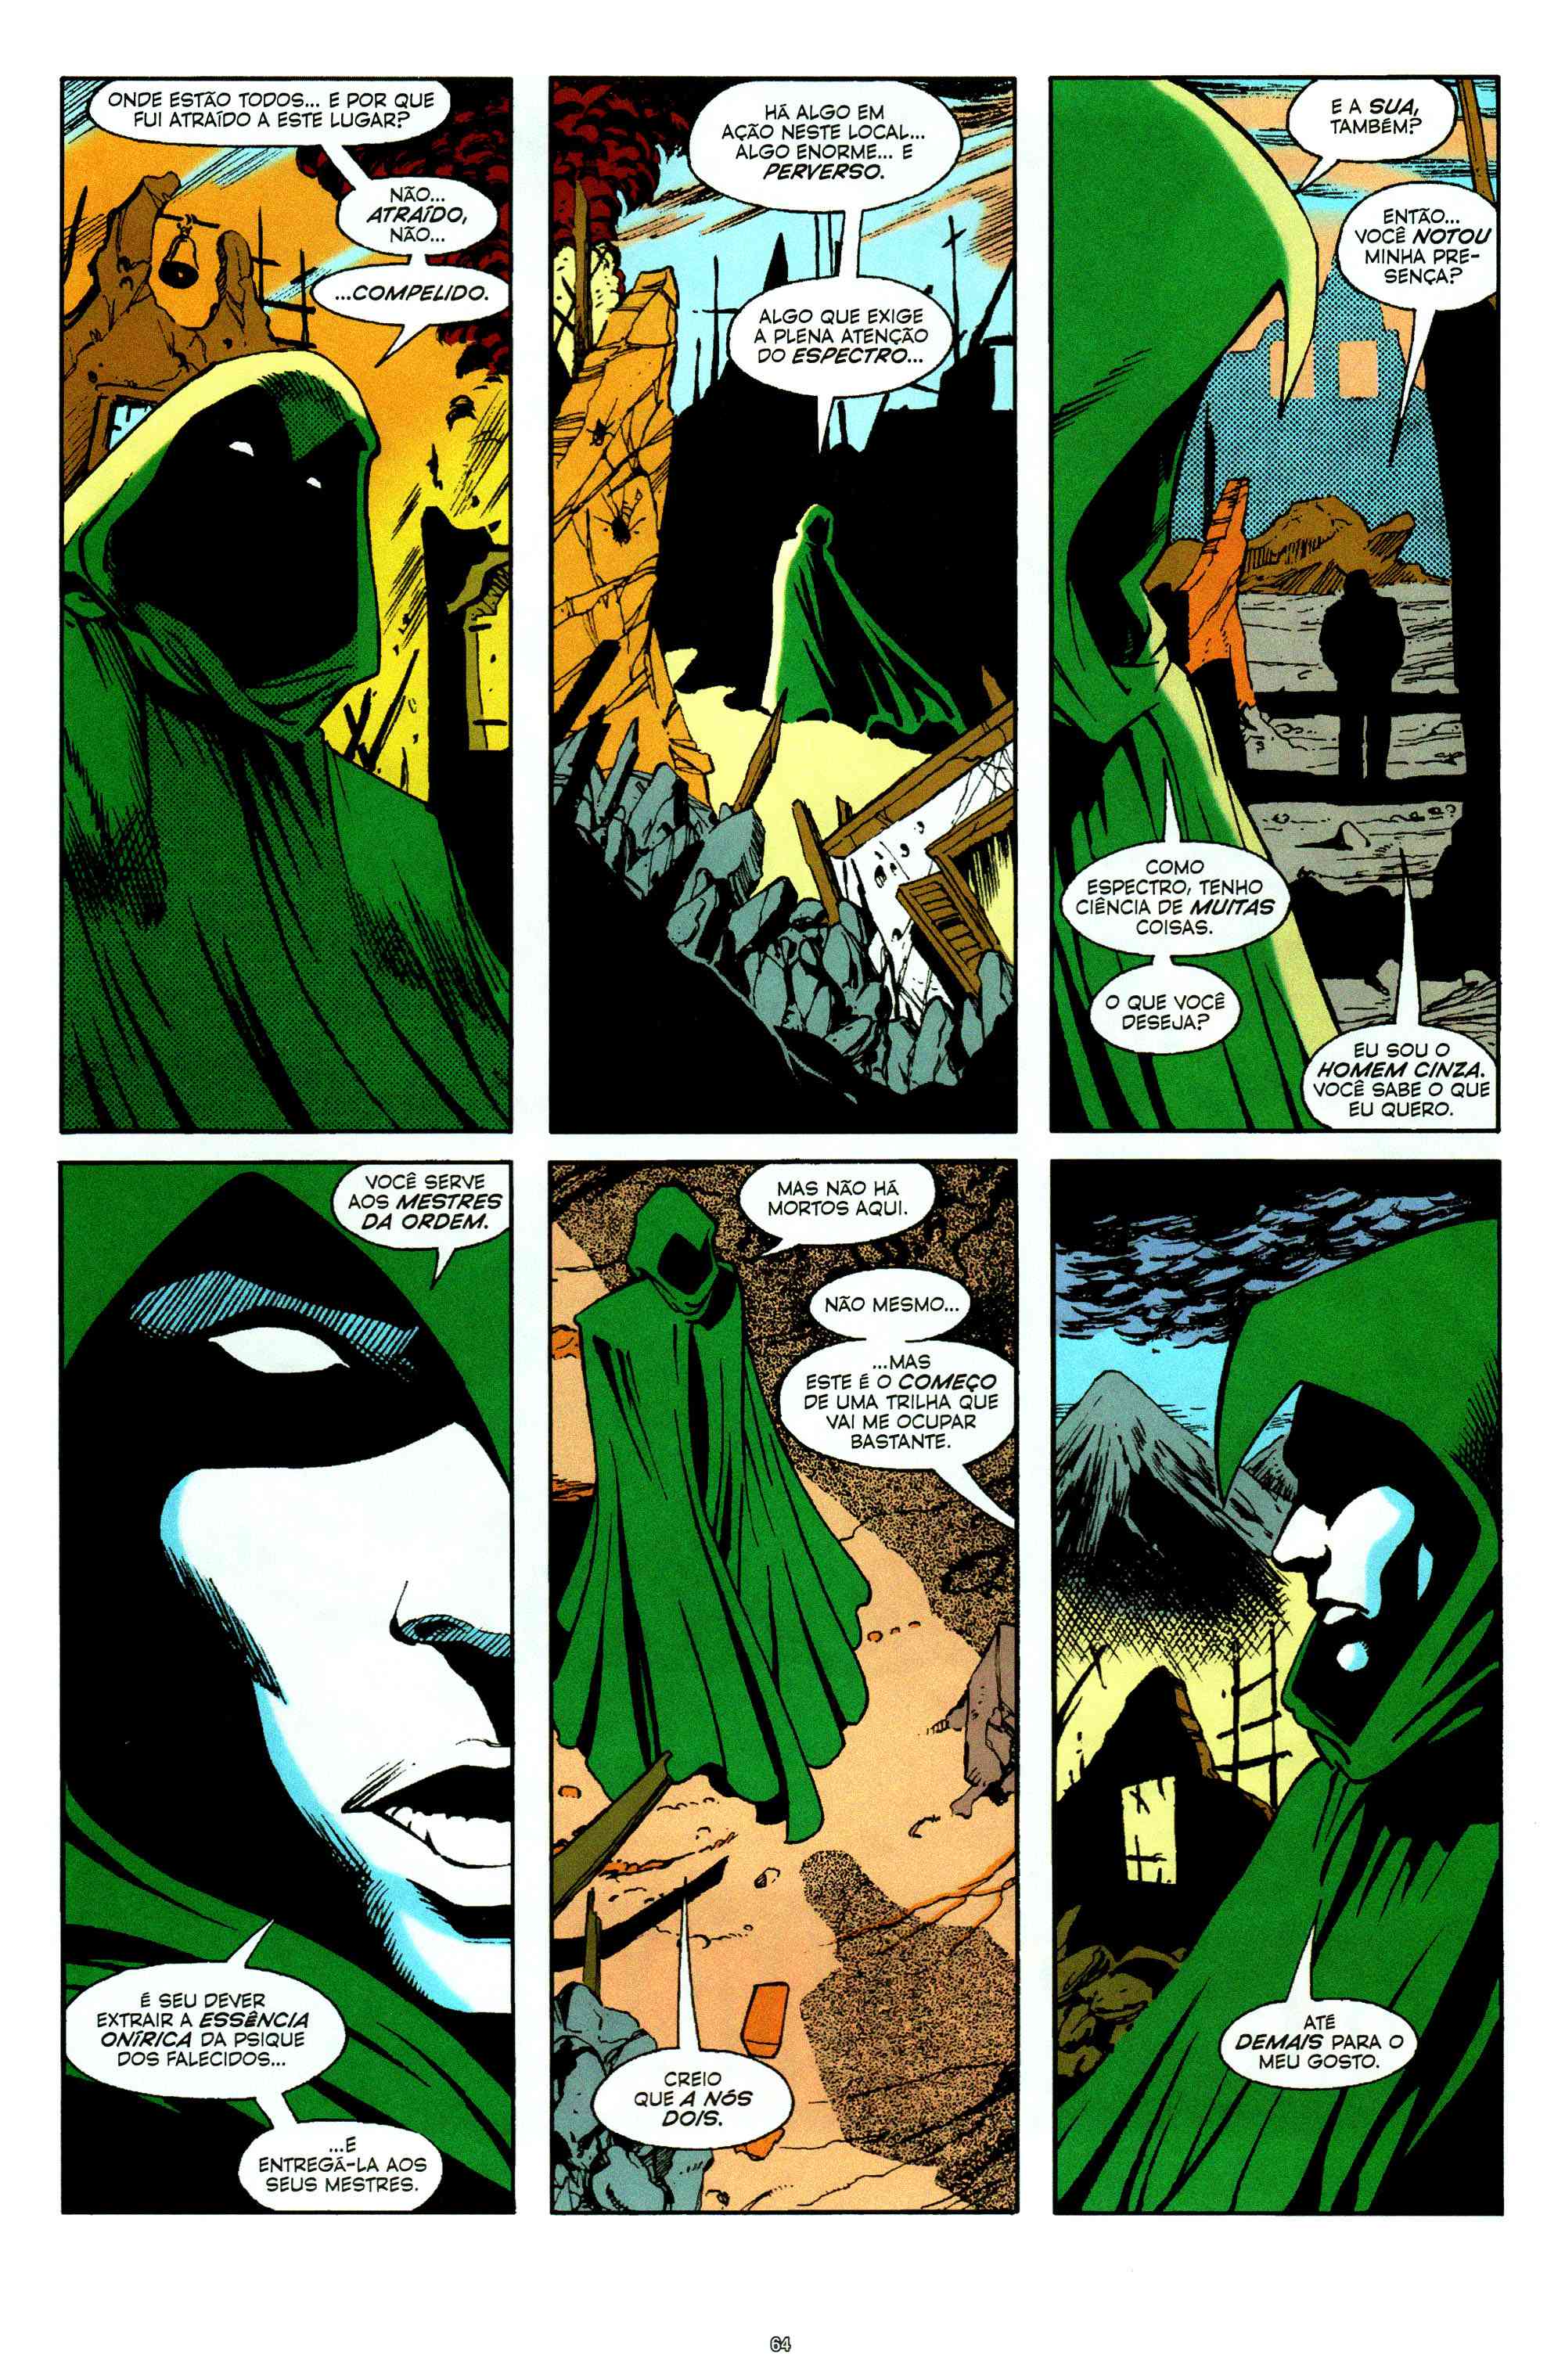 ONDE ESTÃO TODOS... E POR QUE
FUI ATRAÍDO A ESTE LUGAR?
NÃO...
ATRAÍDO,
NÃO...
...COMPELIDO.
HÁ ALGO EM
AÇÃO NESTE LOCAL...
ALGO ENORME... E
PERVERSO.
ALGO QUE EXIGE
A PLENA ATENÇÃO
DO ESPECTRO...
E A SUA,
TAMBÉM?
ENTÃO...
VOCÊ NOTOU
MINHA PRE-
SENÇA?
COMO
ESPECTRO, TENHO
CIÊNCIA DE MUITAS
COISAS.
O QUE VOCÊ
DESEJA?
EU SOU O
HOMEM CINZA.
VOCÊ SABE O QUE
EU QUERO.
VOCÊ SERVE
AOS MESTRES
DA ORDEM.
É SEU DEVER
EXTRAIR A ESSÊNCIA
ONÍRICA DA PSIQUE
DOS FALECIDOS...
...E
ENTREGÁ-LA AOS
SEUS MESTRES.
MAS NÃO HÁ
MORTOS AQUI.
NÃO MESMO...
...MAS
ESTE É O COMEÇO
DE UMA TRILHA QUE
VAI ME OCUPAR
BASTANTE.
CREIO
QUE A NÓS
DOIS.
ATÉ
DEMAIS PARA O
MEU GOSTO.
64